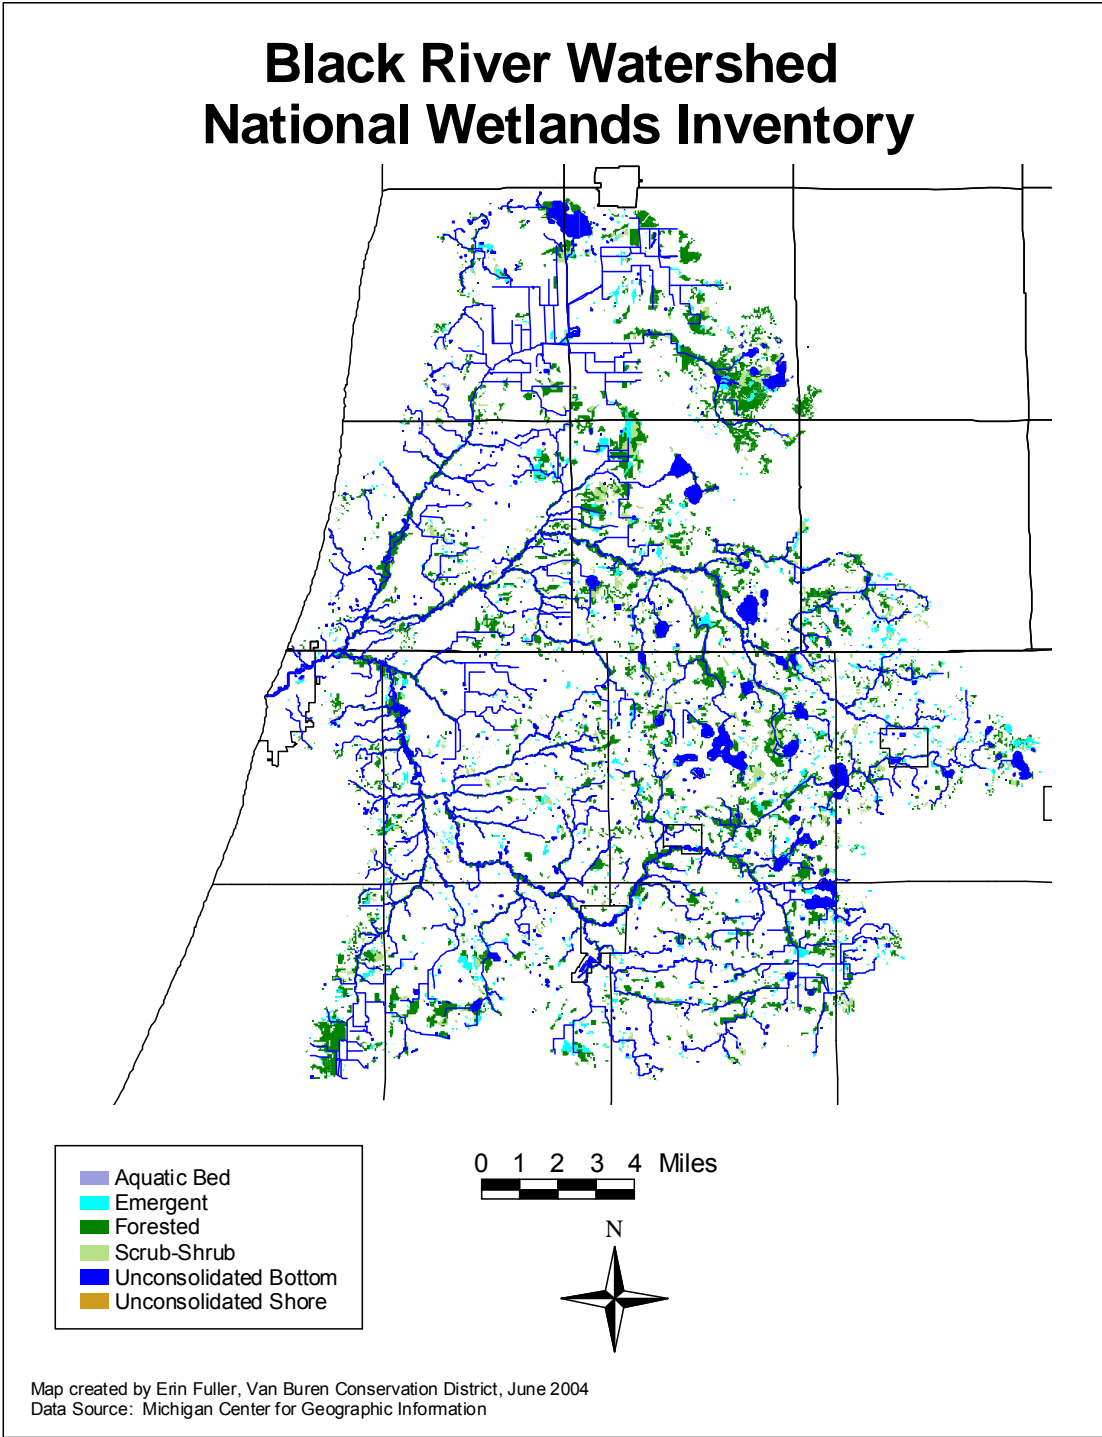 Black River Watershed
National Wetlands Inventory
Aquatic Bed
Emergent
Forested
Scrub-Shrub
Unconsolidated Bottom
Unconsolidated Shore
0 1 2 3 4 Miles
N
Map created by Erin Fuller, Van Buren Conservation District, June 2004
Data Source: Michigan Center for Geographic Information